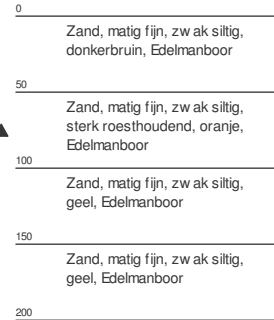 0
Zand, matig fijn, zwak siltig,
donkerbruin, Edelmanboor
50
Zand, matig fijn, zwak siltig,
sterk roesthoudend, oranje,
Edelmanboor
100
Zand, matig fijn, zwak siltig,
geel, Edelmanboor
150
Zand, matig fijn, zwak siltig,
geel, Edelmanboor
200